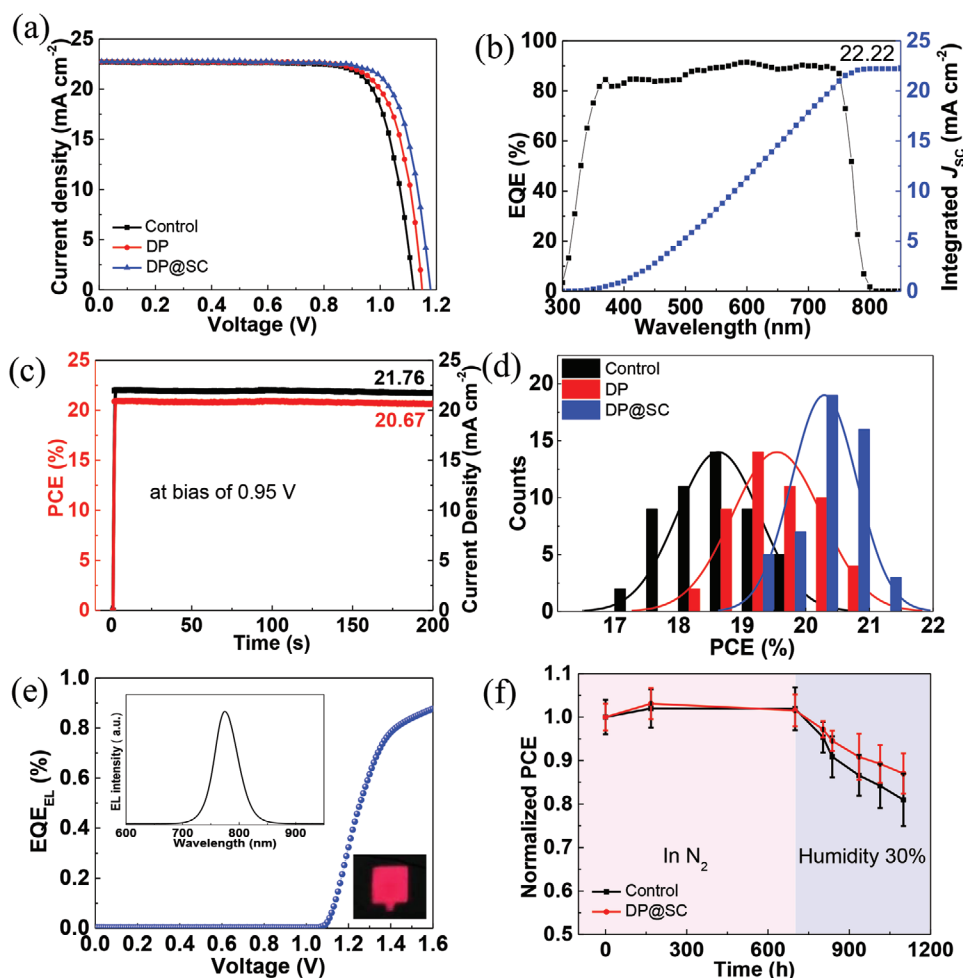 (a)
Current density (mA cm-2)
25
20
15
10
5
0
Control
DP
DP@SC
0.0 0.2 0.4 0.6 0.8 1.0 1.2
Voltage (V)
(b)
EQE (%)
100
80
60
40
20
0
22.22
25
20
15
10
5
0
Integrated JSC (mA cm-2)
300 400 500 600 700 800
Wavelength (nm)
(c)
PCE (%)
25
20
15
10
5
0
21.76
20.67
at bias of 0.95 V
25
20
15
10
5
0
Current Density (mA cm-2)
0 50 100 150 200
Time (s)
(d)
Counts
20
15
10
5
0
Control
DP
DP@SC
17 18 19 20 21 22
PCE (%)
(e)
EQEEL (%)
1.0
0.8
0.6
0.4
0.2
0.0
EL intensity ( a.u.)
600 700 800 900
Wavelength (nm)
0.0 0.2 0.4 0.6 0.8 1.0 1.2 1.4 1.6
Voltage (V)
(f)
Normalized PCE
1.1
1.0
0.9
0.8
0.7
0.6
0.5
In N2
Humidity 30%
Control
DP@SC
0 300 600 900 1200
Time (h)